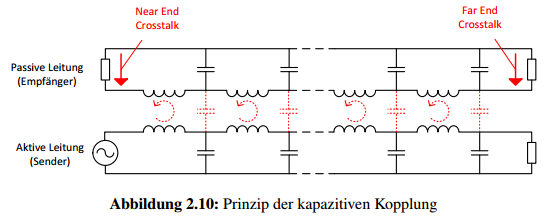 Near End
Crosstalk
Far End
Crosstalk
Passive Leitung
(Empfänger)
Aktive Leitung
(Sender)
Abbildung 2.10: Prinzip der kapazitiven Kopplung